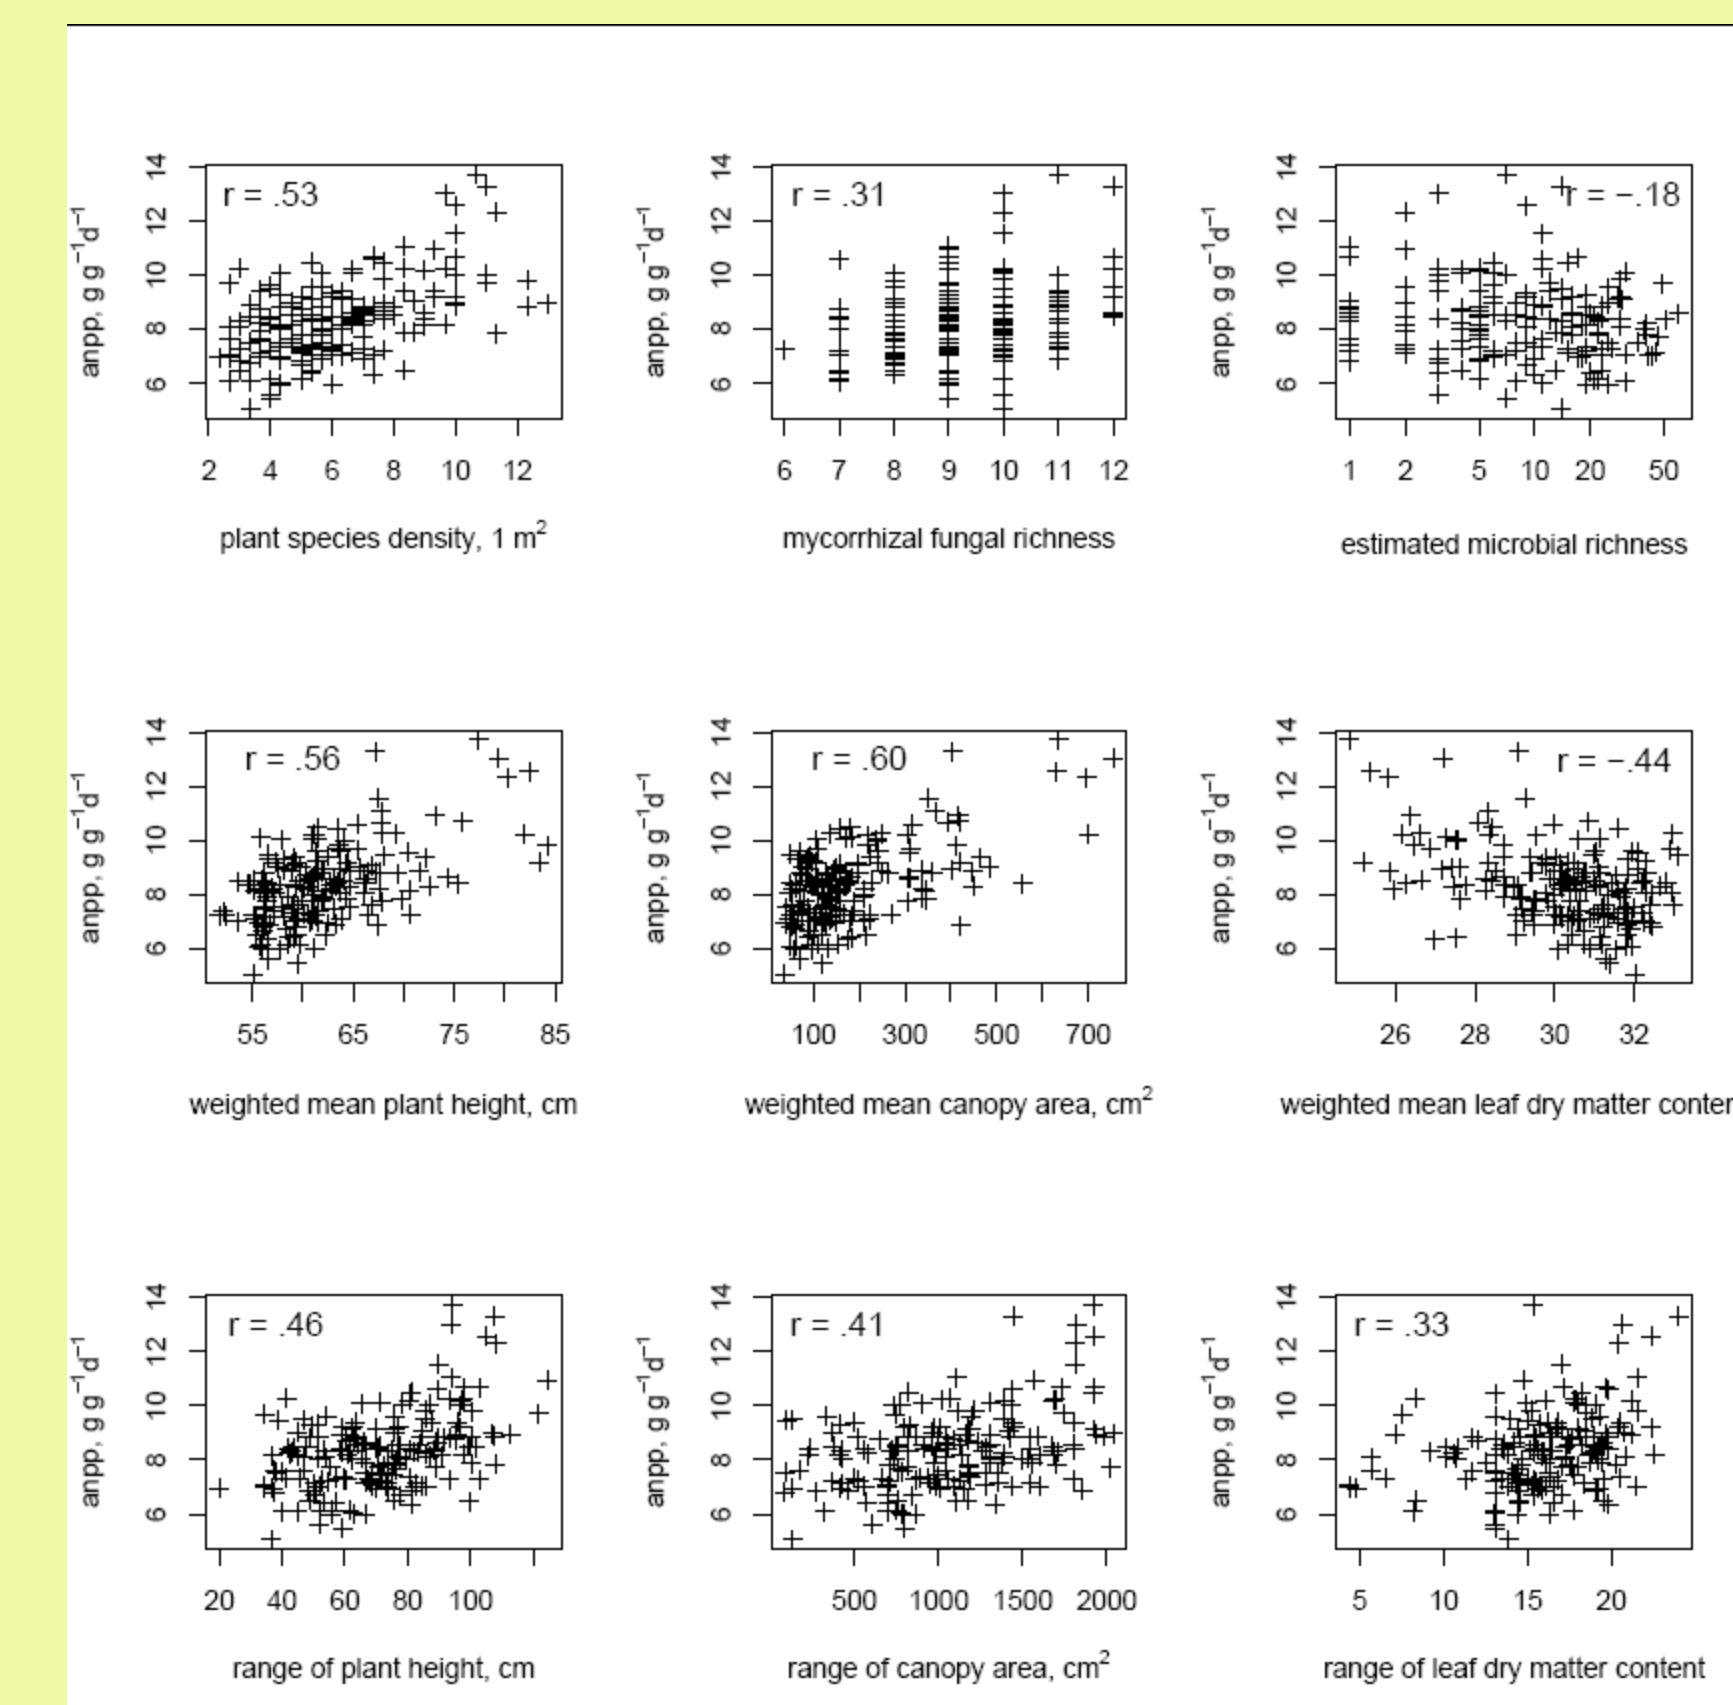 r = .53
anpp, g g⁻¹d⁻¹
14
12
10
8
6
2 4 6 8 10 12
plant species density, 1 m²
r = .31
anpp, g g⁻¹d⁻¹
14
12
10
8
6
6 7 8 9 10 11 12
mycorrhizal fungal richness
r = −.18
anpp, g g⁻¹d⁻¹
14
12
10
8
6
1 2 5 10 20 50
estimated microbial richness
r = .56
anpp, g g⁻¹d⁻¹
14
12
10
8
6
55 65 75 85
weighted mean plant height, cm
r = .60
anpp, g g⁻¹d⁻¹
14
12
10
8
6
100 300 500 700
weighted mean canopy area, cm²
r = −.44
anpp, g g⁻¹d⁻¹
14
12
10
8
6
26 28 30 32
weighted mean leaf dry matter conter
r = .46
anpp, g g⁻¹d⁻¹
14
12
10
8
6
20 40 60 80 100
range of plant height, cm
r = .41
anpp, g g⁻¹d⁻¹
14
12
10
8
6
500 1000 1500 2000
range of canopy area, cm²
r = .33
anpp, g g⁻¹d⁻¹
14
12
10
8
6
5 10 15 20
range of leaf dry matter content